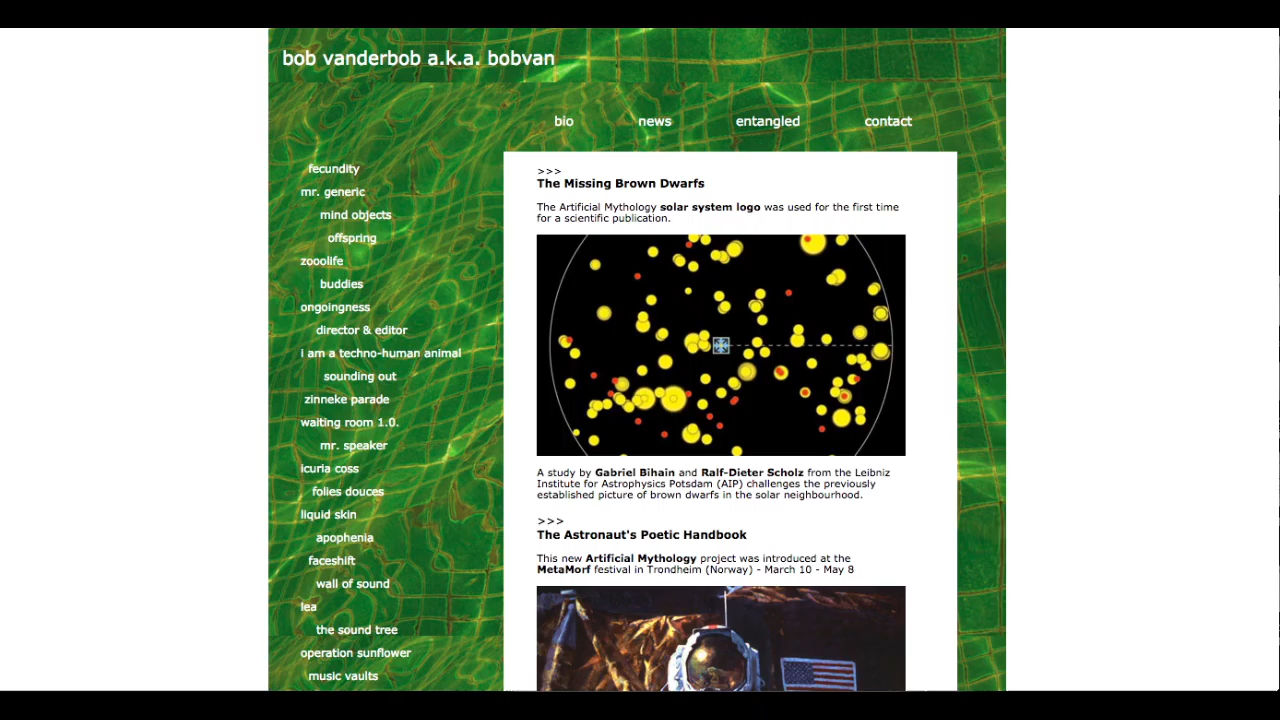 bob vanderbob a.k.a. bobvan
bio news entangled contact
fecundity
mr. generic
mind objects
offspring
zooolife
buddies
ongoingness
director & editor
i am a techno-human animal
sounding out
zinneke parade
waiting room 1.0.
mr. speaker
icuria coss
folies douces
liquid skin
apophenia
faceshift
wall of sound
lea
the sound tree
operation sunflower
music vaults
>>>
The Missing Brown Dwarfs
The Artificial Mythology solar system logo was used for the first time
for a scientific publication.
A study by Gabriel Bihain and Ralf-Dieter Scholz from the Leibniz
Institute for Astrophysics Potsdam (AIP) challenges the previously
established picture of brown dwarfs in the solar neighbourhood.
>>>
The Astronaut's Poetic Handbook
This new Artificial Mythology project was introduced at the
MetaMorf festival in Trondheim (Norway) - March 10 - May 8